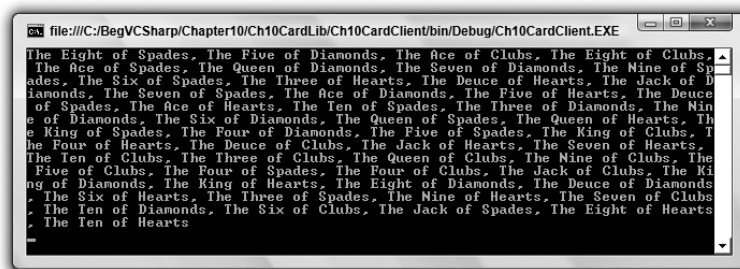 file:///C:/BegVCSharp/Chapter10/Ch10CardLib/Ch10CardClient/bin/Debug/Ch10CardClient.EXE
The Eight of Spades, The Five of Diamonds, The Ace of Clubs, The Eight of Clubs,
 The Ace of Spades, The Queen of Diamonds, The Seven of Diamonds, The Nine of Sp
ades, The Six of Spades, The Three of Hearts, The Deuce of Hearts, The Jack of D
iamonds, The Seven of Spades, The Ace of Diamonds, The Five of Hearts, The Deuce
 of Spades, The Ace of Hearts, The Ten of Spades, The Three of Diamonds, The Nin
e of Diamonds, The Six of Diamonds, The Queen of Spades, The Queen of Hearts, Th
e King of Spades, The Four of Diamonds, The Five of Spades, The King of Clubs, T
he Four of Hearts, The Deuce of Clubs, The Jack of Hearts, The Seven of Hearts,
The Ten of Clubs, The Three of Clubs, The Queen of Clubs, The Nine of Clubs, The
 Five of Clubs, The Four of Spades, The Four of Clubs, The Jack of Clubs, The Ki
ng of Diamonds, The King of Hearts, The Eight of Diamonds, The Deuce of Diamonds
, The Six of Hearts, The Three of Spades, The Nine of Hearts, The Seven of Clubs
, The Ten of Diamonds, The Six of Clubs, The Jack of Spades, The Eight of Hearts
, The Ten of Hearts